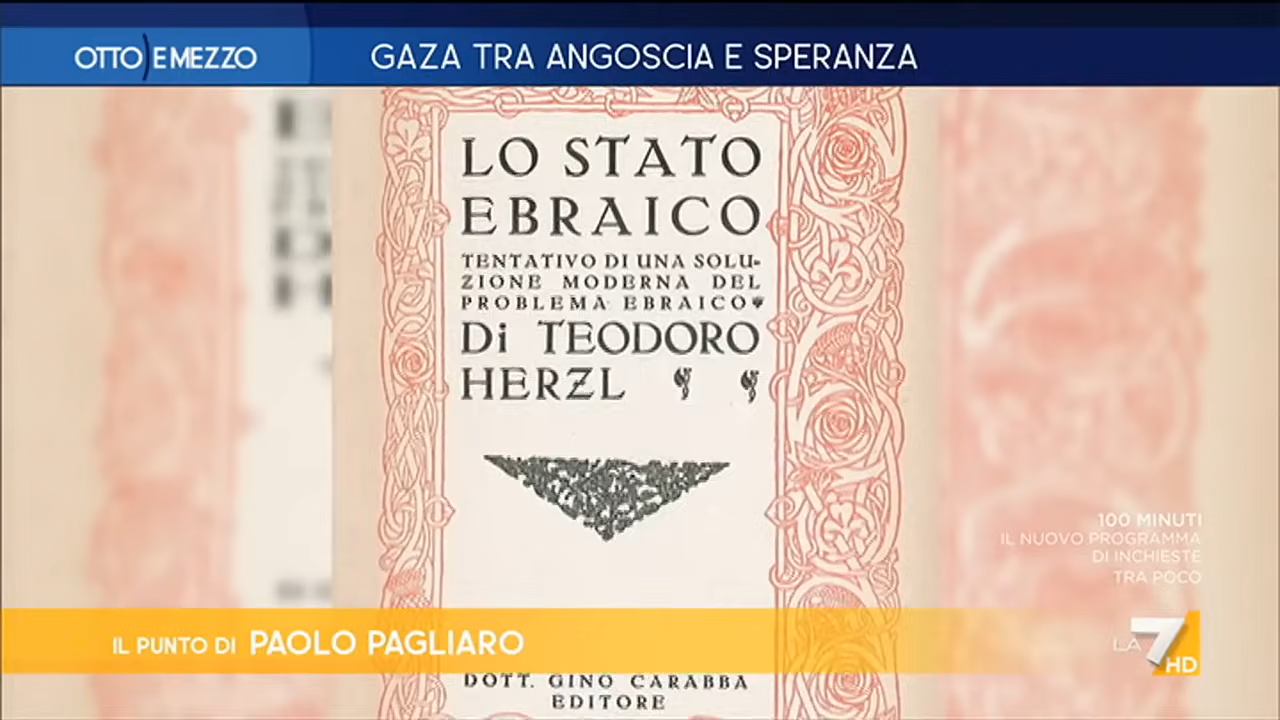 OTTO E MEZZO
GAZA TRA ANGOSCIA E SPERANZA
LO STATO
EBRAICO
TENTATIVO DI UNA SOLU-
ZIONE MODERNA DEL
PROBLEMA EBRAICO
Di TEODORO
HERZL
100 MINUTI
IL NUOVO PROGRAMMA
DI INCHIESTE
TRA POCO
IL PUNTO DI PAOLO PAGLIARO
LA 7 HD
DOTT. GINO CARABBA
EDITORE